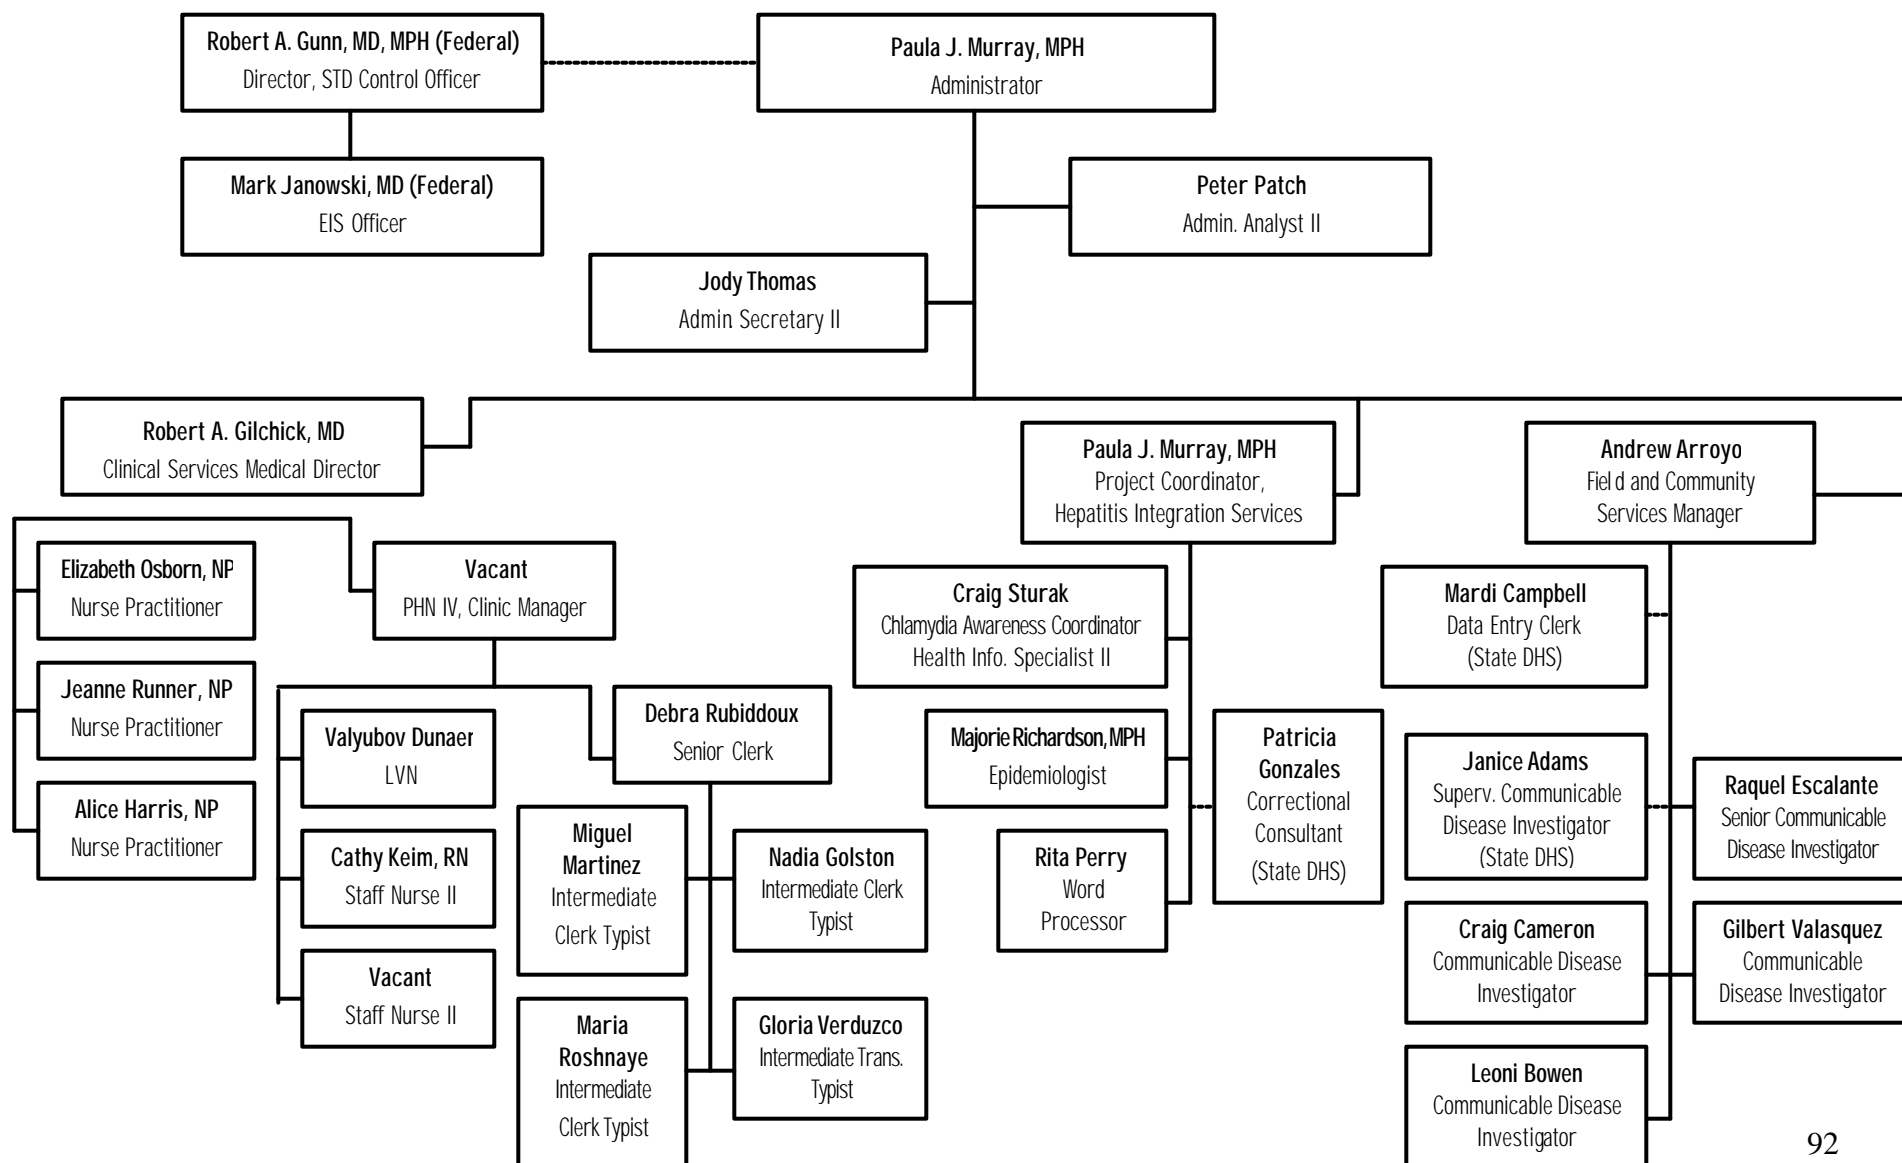 Robert A. Gunn, MD, MPH (Federal)
Director, STD Control Officer
Paula J. Murray, MPH
Administrator
Mark Janowski, MD (Federal)
EIS Officer
Peter Patch
Admin. Analyst II
Jody Thomas
Admin. Secretary II
Robert A. Gilchick, MD
Clinical Services Medical Director
Paula J. Murray, MPH
Project Coordinator,
Hepatitis Integration Services
Andrew Arroyo
Field and Community
Services Manager
Elizabeth Osborn, NP
Nurse Practitioner
Vacant
PHN IV, Clinic Manager
Craig Sturak
Chlamydia Awareness Coordinator
Health Info. Specialist II
Mardi Campbell
Data Entry Clerk
(State DHS)
Jeanne Runner, NP
Nurse Practitioner
Valyubov Dunaer
LVN
Debra Rubiddoux
Senior Clerk
Majorie Richardson, MPH
Epidemiologist
Patricia
Gonzales
Correctional
Consultant
(State DHS)
Janice Adams
Superv. Communicable
Disease Investigator
(State DHS)
Raquel Escalante
Senior Communicable
Disease Investigator
Alice Harris, NP
Nurse Practitioner
Cathy Keim, RN
Staff Nurse II
Miguel
Martinez
Intermediate
Clerk Typist
Nadia Golston
Intermediate Clerk
Typist
Rita Perry
Word
Processor
Craig Cameron
Communicable Disease
Investigator
Gilbert Valasquez
Communicable
Disease Investigator
Vacant
Staff Nurse II
Maria
Roshnaye
Intermediate
Clerk Typist
Gloria Verduzco
Intermediate Trans.
Typist
Leoni Bowen
Communicable Disease
Investigator
92